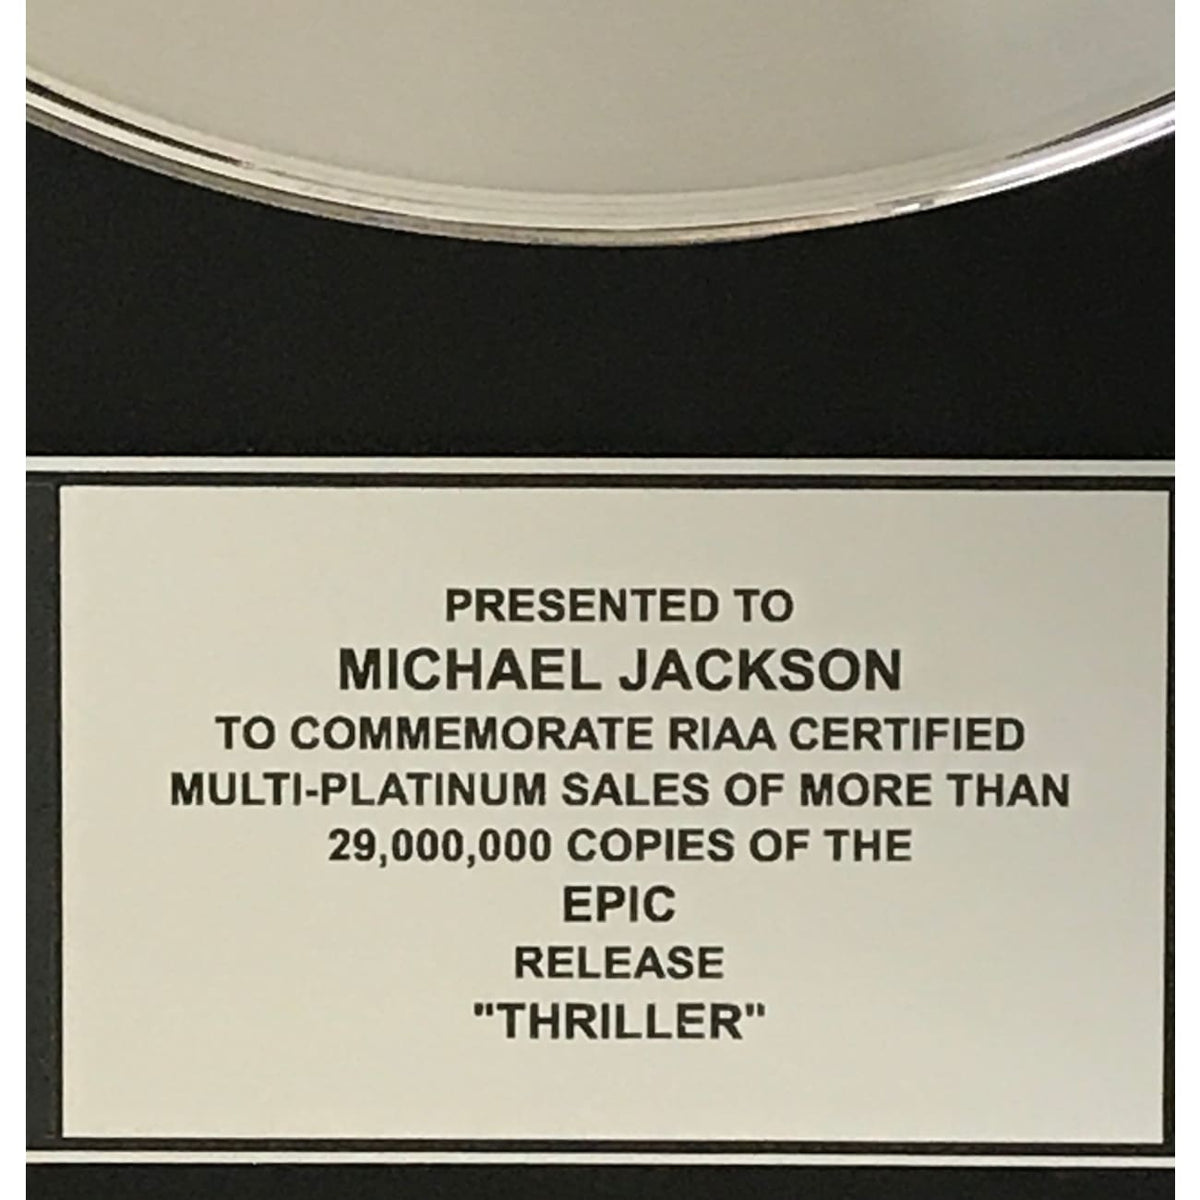 PRESENTED TO
MICHAEL JACKSON
TO COMMEMORATE RIAA CERTIFIED
MULTI-PLATINUM SALES OF MORE THAN
29,000,000 COPIES OF THE
EPIC
RELEASE
"THRILLER"